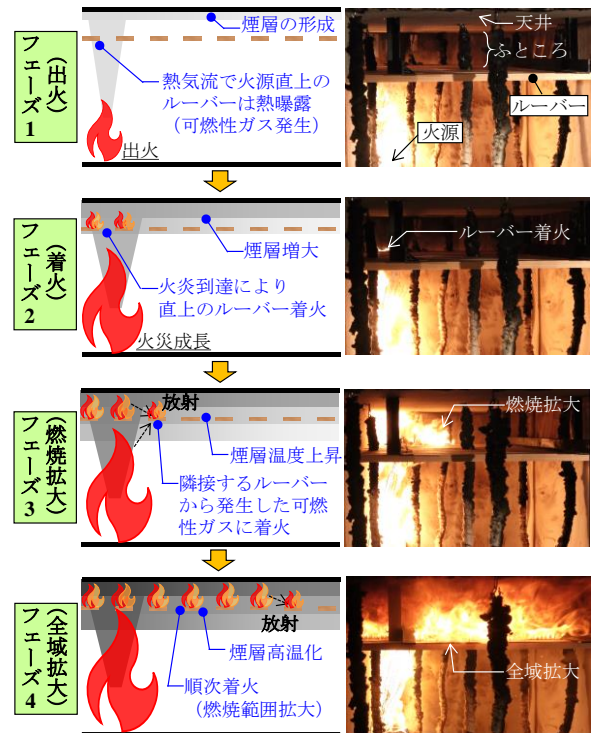 フェーズ1
（出火）
煙層の形成
熱気流で火源直上の
ルーバーは熱曝露
（可燃性ガス発生）
出火
天井
ふところ
ルーバー
火源
フェーズ2
（着火）
煙層増大
火炎到達により
直上のルーバー着火
火災成長
ルーバー着火
フェーズ3
（燃焼拡大）
放射
煙層温度上昇
隣接するルーバー
から発生した可燃
性ガスに着火
燃焼拡大
フェーズ4
（全域拡大）
放射
煙層高温化
順次着火
（燃焼範囲拡大）
全域拡大